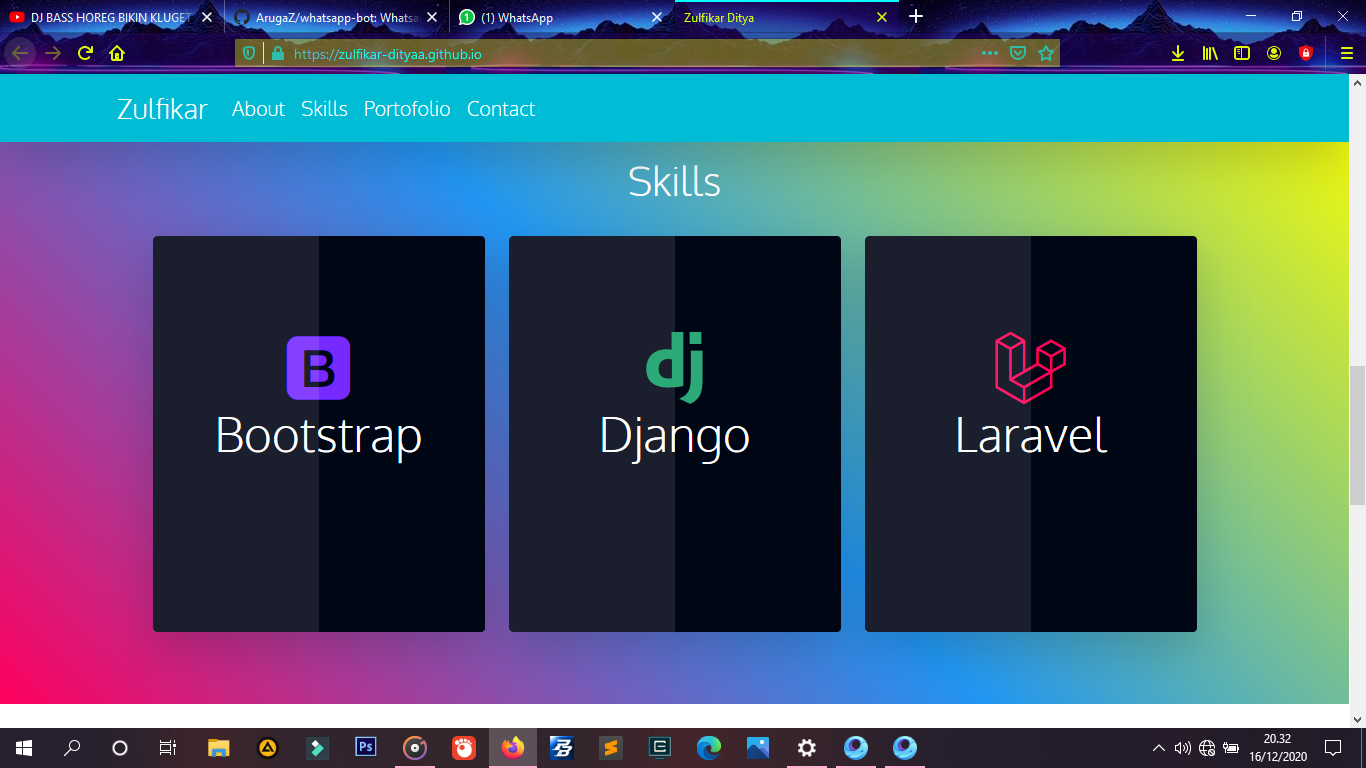 DJ BASS HOREG BIKIN KLUGET
ArugaZ/whatsapp-bot: Whatsa
(1) WhatsApp
Zulfikar Ditya
https://zulfikar-dityaa.github.io
Zulfikar About Skills Portofolio Contact
Skills
B
dj
Bootstrap
Django
Laravel
Ps
20.32
16/12/2020